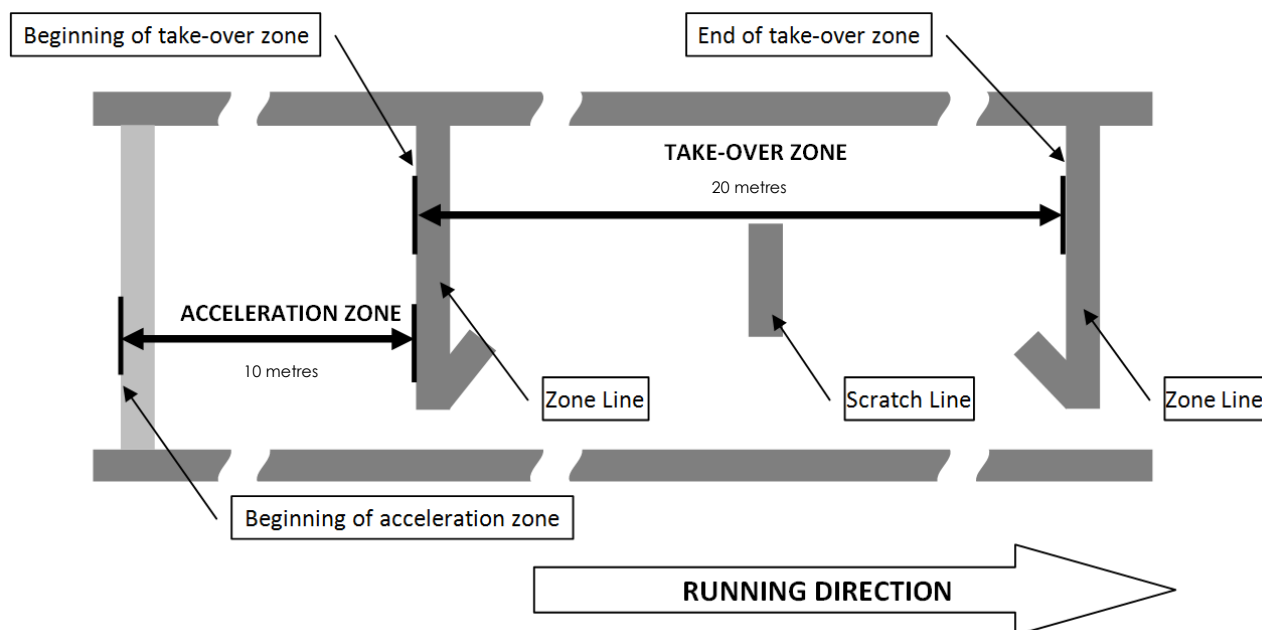 Beginning of take-over zone
End of take-over zone
TAKE-OVER ZONE
20 metres
ACCELERATION ZONE
10 metres
Zone Line
Scratch Line
Zone Line
Beginning of acceleration zone
RUNNING DIRECTION